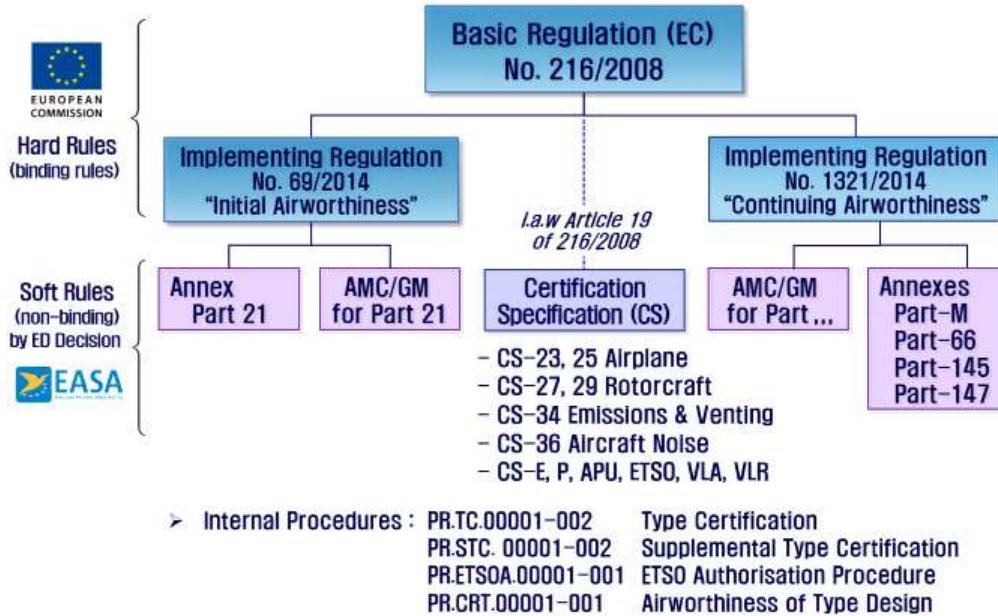 Basic Regulation (EC)
No. 216/2008
EUROPEAN
COMMISSION
Hard Rules
(binding rules)
Implementing Regulation
No. 69/2014
“Initial Airworthiness”
Implementing Regulation
No. 1321/2014
“Continuing Airworthiness”
I.a.w Article 19
of 216/2008
Soft Rules
(non-binding)
by ED Decision
EASA
Annex
Part 21
AMC/GM
for Part 21
Certification
Specification (CS)
AMC/GM
for Part ,,,
Annexes
Part-M
Part-66
Part-145
Part-147
- CS-23, 25 Airplane
- CS-27, 29 Rotorcraft
- CS-34 Emissions & Venting
- CS-36 Aircraft Noise
- CS-E, P, APU, ETSO, VLA, VLR
➢ Internal Procedures : PR.TC.00001-002 Type Certification
PR.STC. 00001-002 Supplemental Type Certification
PR.ETSOA.00001-001 ETSO Authorisation Procedure
PR.CRT.00001-001 Airworthiness of Type Design